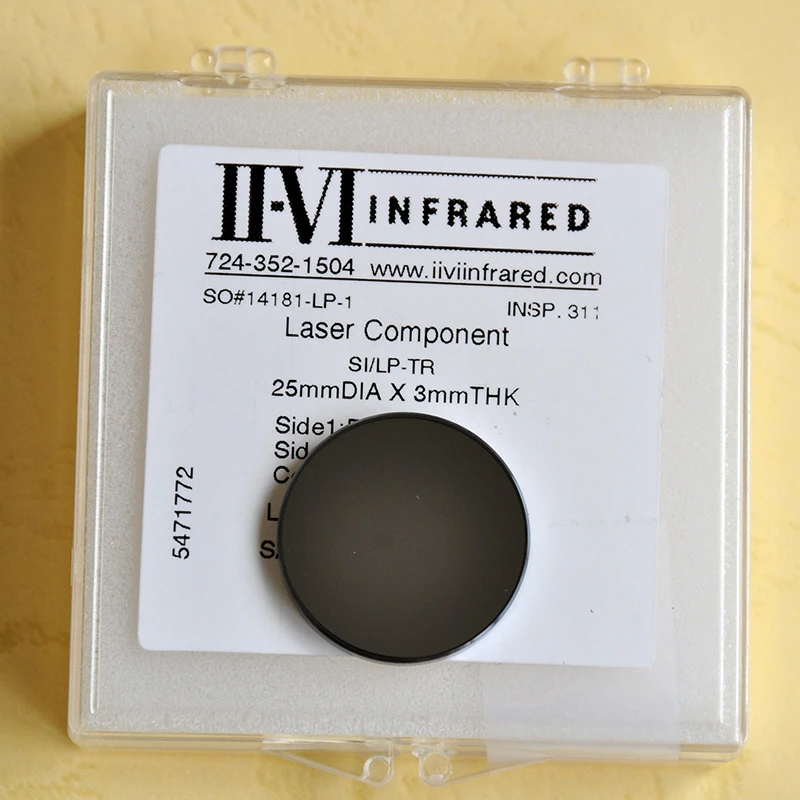 II-VI INFRARED
724-352-1504 www.iiviinfrared.com
SO#14181-LP-1 INSP. 311
Laser Component
SI/LP-TR
25mmDIA X 3mmTHK
Side1:
5471772